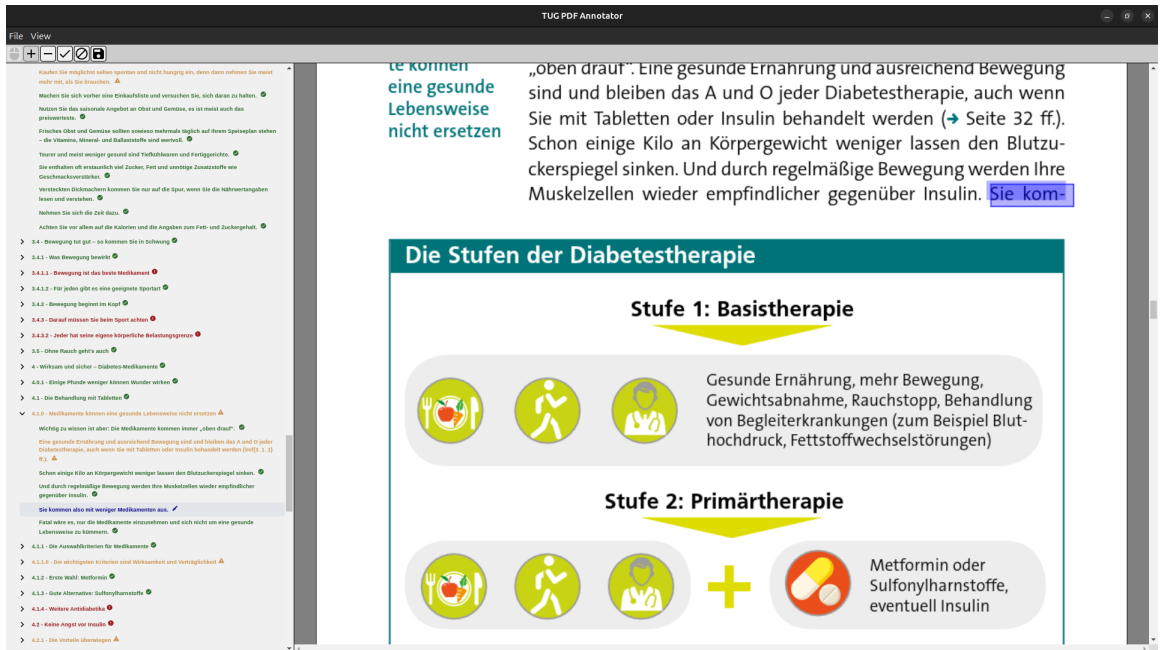 TUG PDF Annotator
File View
Kaufen Sie möglichst selten spontan und nicht hungrig ein, denn dann nehmen Sie meist
mehr mit, als Sie brauchen.
Machen Sie sich vorher eine Einkaufsliste und versuchen Sie, sich daran zu halten.
Nutzen Sie das saisonale Angebot an Obst und Gemüse, es ist meist auch das
preiswerteste.
Frisches Obst und Gemüse sollten sowieso mehrmals täglich auf Ihrem Speiseplan stehen
– die Vitamine, Mineral- und Ballaststoffe sind wertvoll.
Teurer und meist weniger gesund sind Tiefkühlwaren und Fertiggerichte.
Sie enthalten oft erstaunlich viel Zucker, Fett und unnötige Zusatzstoffe wie
Geschmacksverstärker.
Versteckten Dickmachern kommen Sie nur auf die Spur, wenn Sie die Nährwertangaben
lesen und verstehen.
Nehmen Sie sich die Zeit dazu.
Achten Sie vor allem auf die Kalorien und die Angaben zum Fett- und Zuckergehalt.
3.4 - Bewegung tut gut – so kommen Sie in Schwung
3.4.1 - Was Bewegung bewirkt
3.4.1.1 - Bewegung ist das beste Medikament
3.4.1.2 - Für jeden gibt es eine geeignete Sportart
3.4.2 - Bewegung beginnt im Kopf
3.4.3 - Darauf müssen Sie beim Sport achten
3.4.3.2 - Jeder hat seine eigene körperliche Belastungsgrenze
3.5 - Ohne Rauch geht's auch
4 - Wirksam und sicher – Diabetes-Medikamente
4.0.1 - Einige Pfunde weniger können Wunder wirken
4.1 - Die Behandlung mit Tabletten
4.1.0 - Medikamente können eine gesunde Lebensweise nicht ersetzen
Wichtig zu wissen ist aber: Die Medikamente kommen immer „oben drauf“.
Eine gesunde Ernährung und ausreichend Bewegung sind und bleiben das A und O jeder
Diabetestherapie, auch wenn Sie mit Tabletten oder Insulin behandelt werden (\ref{3_1_1}
ff.).
Schon einige Kilo an Körpergewicht weniger lassen den Blutzuckerspiegel sinken.
Und durch regelmäßige Bewegung werden Ihre Muskelzellen wieder empfindlicher
gegenüber Insulin.
Sie kommen also mit weniger Medikamenten aus.
Fatal wäre es, nur die Medikamente einzunehmen und sich nicht um eine gesunde
Lebensweise zu kümmern.
4.1.1 - Die Auswahlkriterien für Medikamente
4.1.1.0 - Die wichtigsten Kriterien sind Wirksamkeit und Verträglichkeit
4.1.2 - Erste Wahl: Metformin
4.1.3 - Gute Alternative: Sulfonylharnstoffe
4.1.4 - Weitere Antidiabetika
4.2 - Keine Angst vor Insulin
4.2.1 - Die Vorteile überwiegen
te können
eine gesunde
Lebensweise
nicht ersetzen
„oben drauf“. Eine gesunde Ernährung und ausreichend Bewegung
sind und bleiben das A und O jeder Diabetestherapie, auch wenn
Sie mit Tabletten oder Insulin behandelt werden (➔ Seite 32 ff.).
Schon einige Kilo an Körpergewicht weniger lassen den Blutzu-
ckerspiegel sinken. Und durch regelmäßige Bewegung werden Ihre
Muskelzellen wieder empfindlicher gegenüber Insulin. Sie kom-
Die Stufen der Diabetestherapie
Stufe 1: Basistherapie
Gesunde Ernährung, mehr Bewegung,
Gewichtsabnahme, Rauchstopp, Behandlung
von Begleiterkrankungen (zum Beispiel Blut-
hochdruck, Fettstoffwechselstörungen)
Stufe 2: Primärtherapie
Metformin oder
Sulfonylharnstoffe,
eventuell Insulin